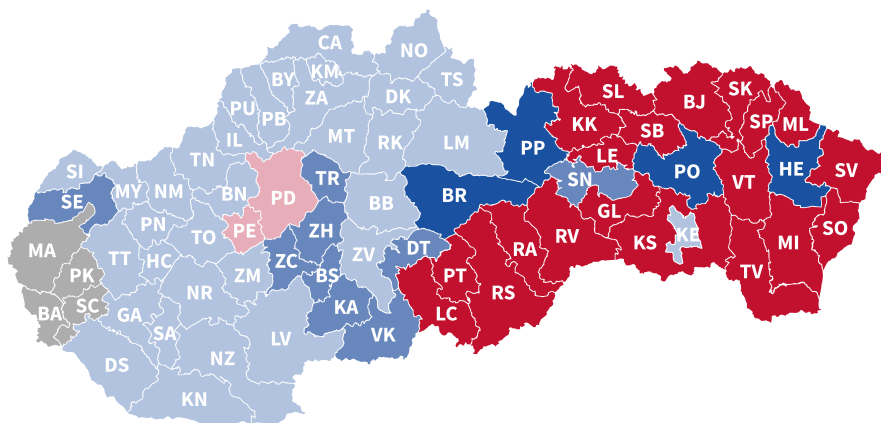 CA
NO
BY
KM
TS
PU
PB
ZA
DK
SL
BJ
SK
SP
ML
KK
SB
IL
MT
RK
LM
PP
LE
TN
SI
SE
MY
NM
BN
PD
TR
BB
BR
SN
PO
VT
HE
SV
PN
TO
PE
ZH
GL
KE
SO
MA
TT
HC
ZM
ZC
BS
ZV
DT
RA
RV
KS
MI
PK
PT
TV
BA
SC
GA
NR
KA
RS
LC
SA
LV
VK
DS
NZ
KN